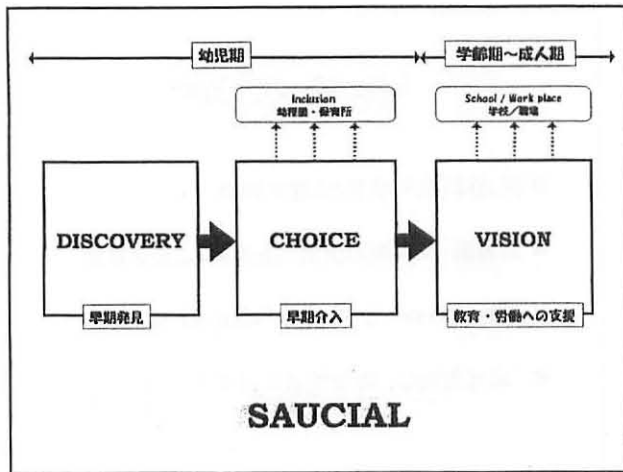 幼児期
学齢期～成人期
Inclusion
幼稚園・保育所
School / Work place
学校／職場
DISCOVERY
CHOICE
VISION
早期発見
早期介入
教育・労働への支援
SAUCIAL